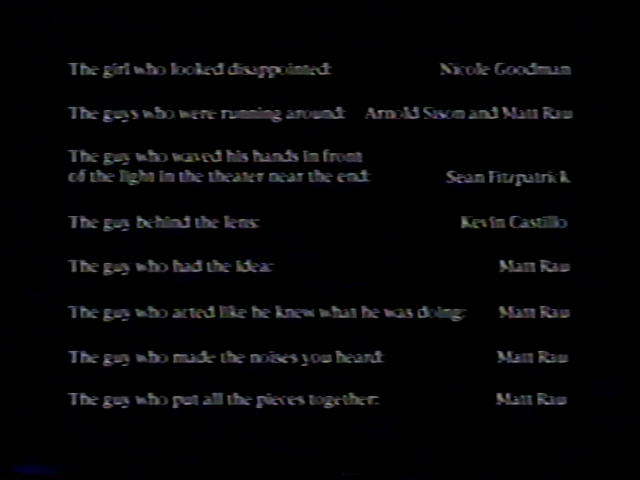 The girl who looked disappointed: Nicole Goodman
The guys who were running around: Arnold Sison and Matt Rau
The guy who waved his hands in front
of the light in the theater near the end: Sean Fitzpatrick
The guy behind the lens: Kevin Castillo
The guy who had the idea: Matt Rau
The guy who acted like he knew what he was doing: Matt Rau
The guy who made the noises you heard: Matt Rau
The guy who put all the pieces together: Matt Rau